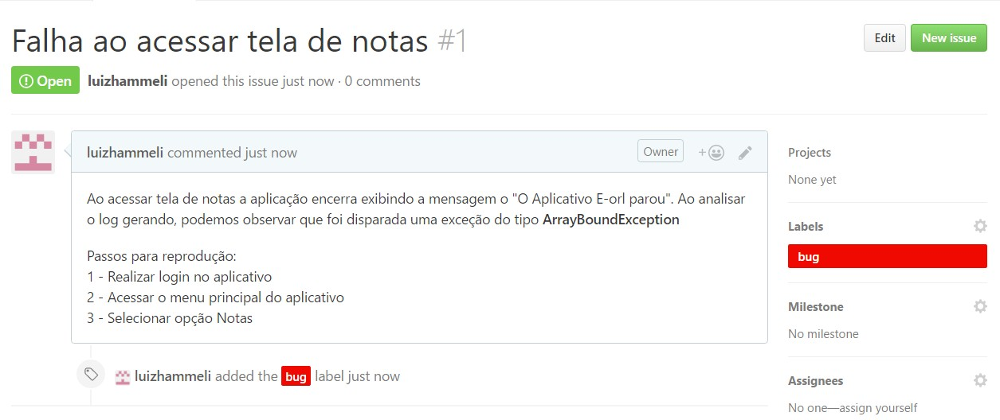 Falha ao acessar tela de notas #1
Edit
New issue
Open
luizhammeli opened this issue just now · 0 comments
luizhammeli commented just now
Owner
+
Ao acessar tela de notas a aplicação encerra exibindo a mensagem o "O Aplicativo E-orl parou". Ao analisar
o log gerando, podemos observar que foi disparada uma exceção do tipo ArrayBoundException
Passos para reprodução:
1 - Realizar login no aplicativo
2 - Acessar o menu principal do aplicativo
3 - Selecionar opção Notas
luizhammeli added the bug label just now
Projects
None yet
Labels
bug
Milestone
No milestone
Assignees
No one—assign yourself